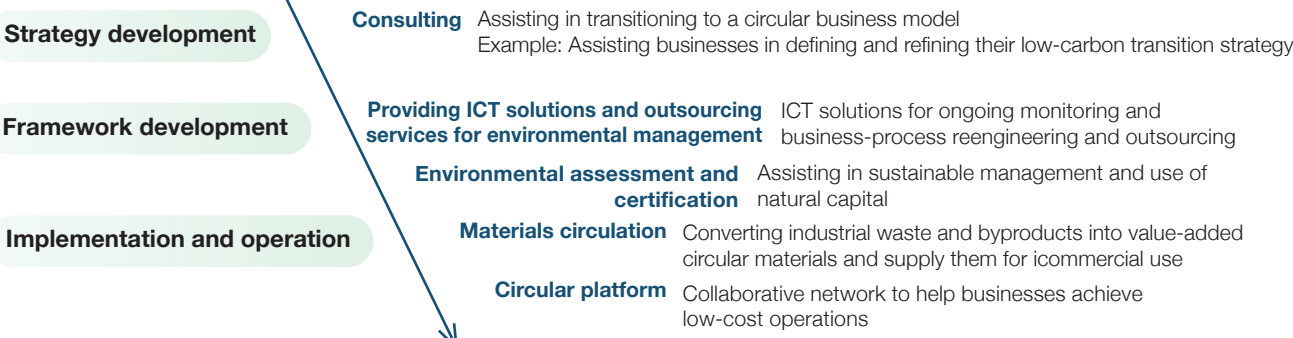 Strategy development
Consulting Assisting in transitioning to a circular business model
Example: Assisting businesses in defining and refining their low-carbon transition strategy
Framework development
Providing ICT solutions and outsourcing ICT solutions for ongoing monitoring and
services for environmental management business-process reengineering and outsourcing
Environmental assessment and Assisting in sustainable management and use of
certification natural capital
Implementation and operation
Materials circulation Converting industrial waste and byproducts into value-added
circular materials and supply them for icommercial use
Circular platform Collaborative network to help businesses achieve
low-cost operations